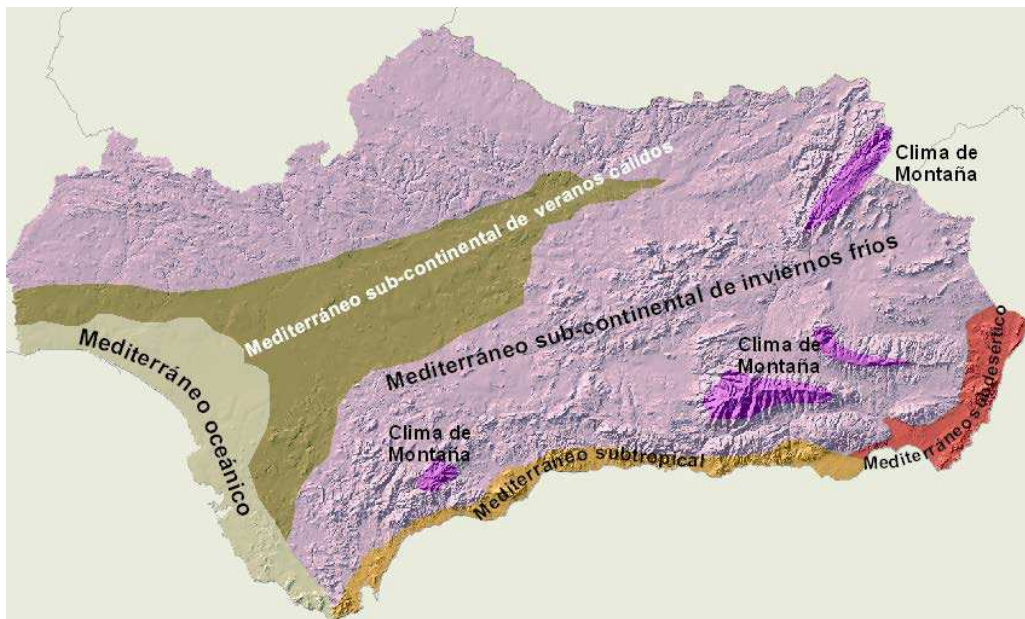 Clima de
Montaña
Mediterráneo sub-continental de veranos cálidos
Mediterráneo sub-continental de inviernos fríos
Mediterráneo oceánico
Clima de
Montaña
Clima de
Montaña
Mediterráneo subtropical
Mediterráneo subdesértico